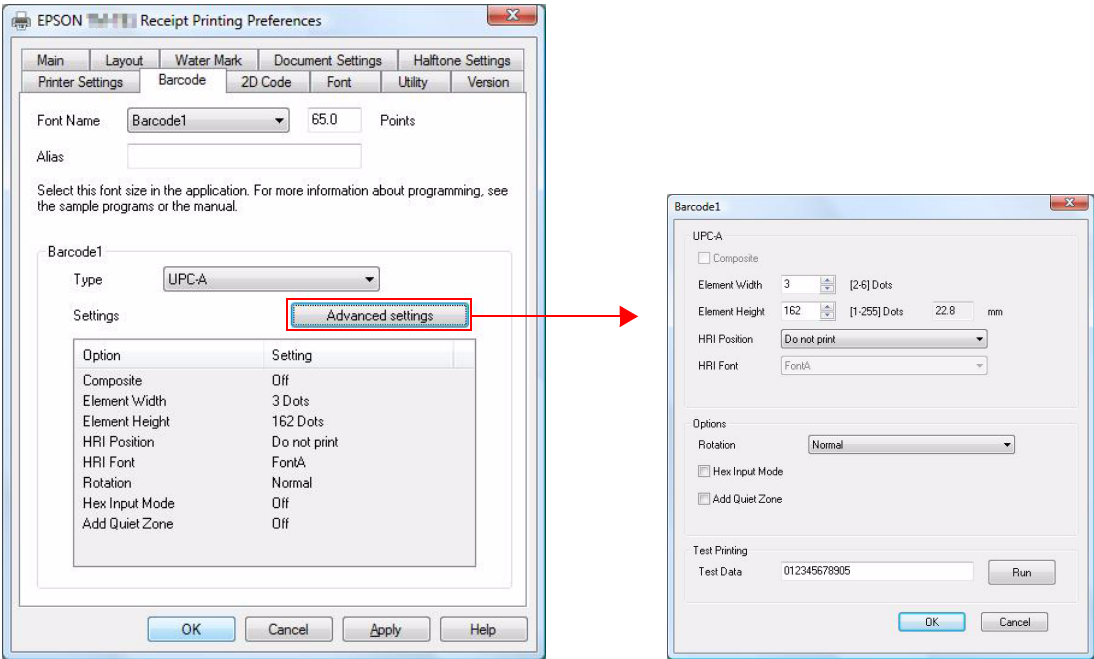 EPSON Receipt Printing Preferences
Main Layout Water Mark Document Settings Halftone Settings
Printer Settings Barcode 2D Code Font Utility Version
Font Name Barcode1 65.0 Points
Alias
Select this font size in the application. For more information about programming, see
the sample programs or the manual.
Barcode1
Type UPC-A
Settings Advanced settings
Option Setting
Composite Off
Element Width 3 Dots
Element Height 162 Dots
HRI Position Do not print
HRI Font FontA
Rotation Normal
Hex Input Mode Off
Add Quiet Zone Off
OK Cancel Apply Help
Barcode1
UPC-A
Composite
Element Width 3 [2-6] Dots
Element Height 162 [1-255] Dots 22.8 mm
HRI Position Do not print
HRI Font FontA
Options
Rotation Normal
Hex Input Mode
Add Quiet Zone
Test Printing
Test Data 012345678905 Run
OK Cancel